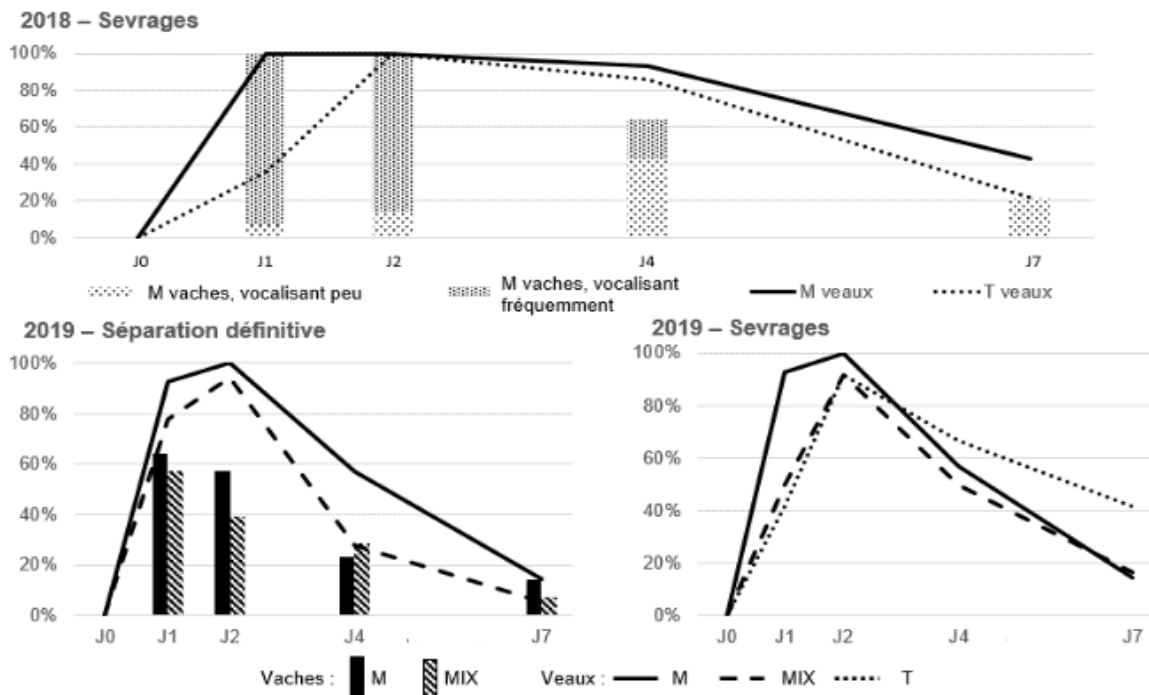 2018 – Sevrages
100%
80%
60%
40%
20%
0%
J0 J1 J2 J4 J7
M vaches, vocalisant peu
M vaches, vocalisant
fréquemment
M veaux
T veaux
2019 – Séparation définitive
100%
80%
60%
40%
20%
0%
J0 J1 J2 J4 J7
2019 – Sevrages
100%
80%
60%
40%
20%
0%
J0 J1 J2 J4 J7
Vaches : M MIX Veaux : M MIX T